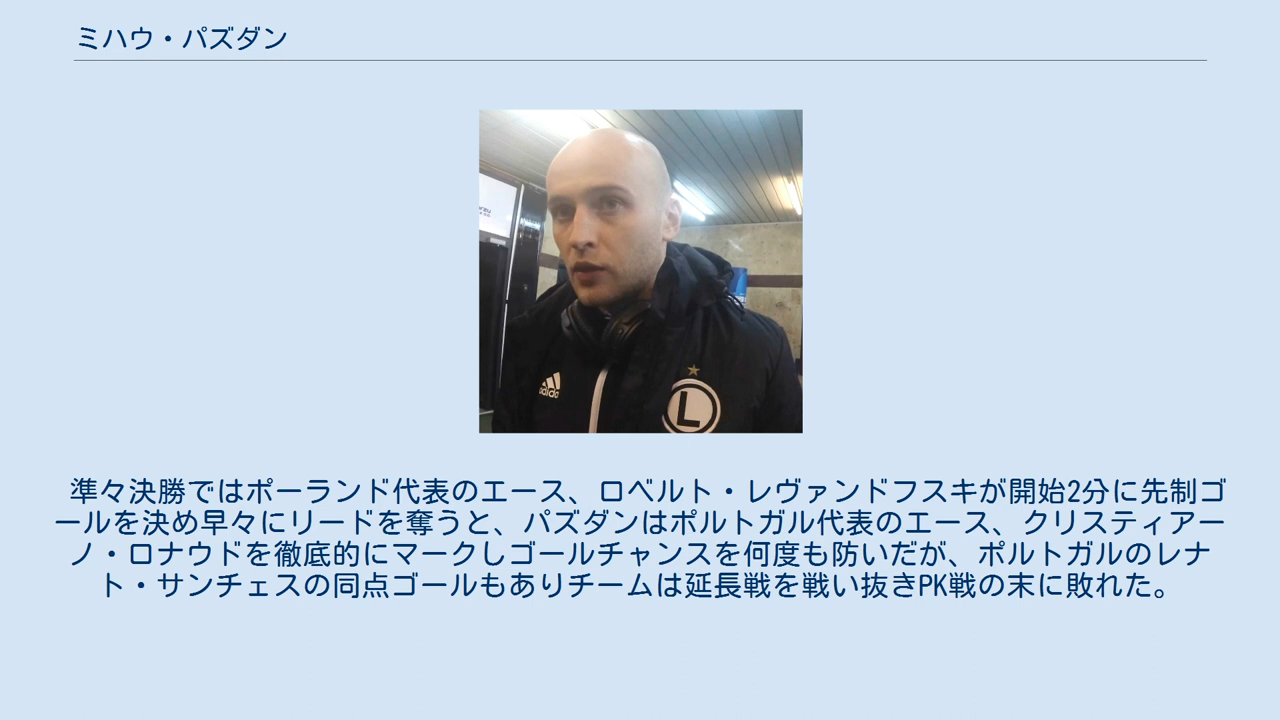 ミハウ・パズダン
adidas
L
準々決勝ではポーランド代表のエース、ロベルト・レヴァンドフスキが開始2分に先制ゴ
ールを決め早々にリードを奪うと、パズダンはポルトガル代表のエース、クリスティアー
ノ・ロナウドを徹底的にマークしゴールチャンスを何度も防いだが、ポルトガルのレナ
ト・サンチェスの同点ゴールもありチームは延長戦を戦い抜きPK戦の末に敗れた。